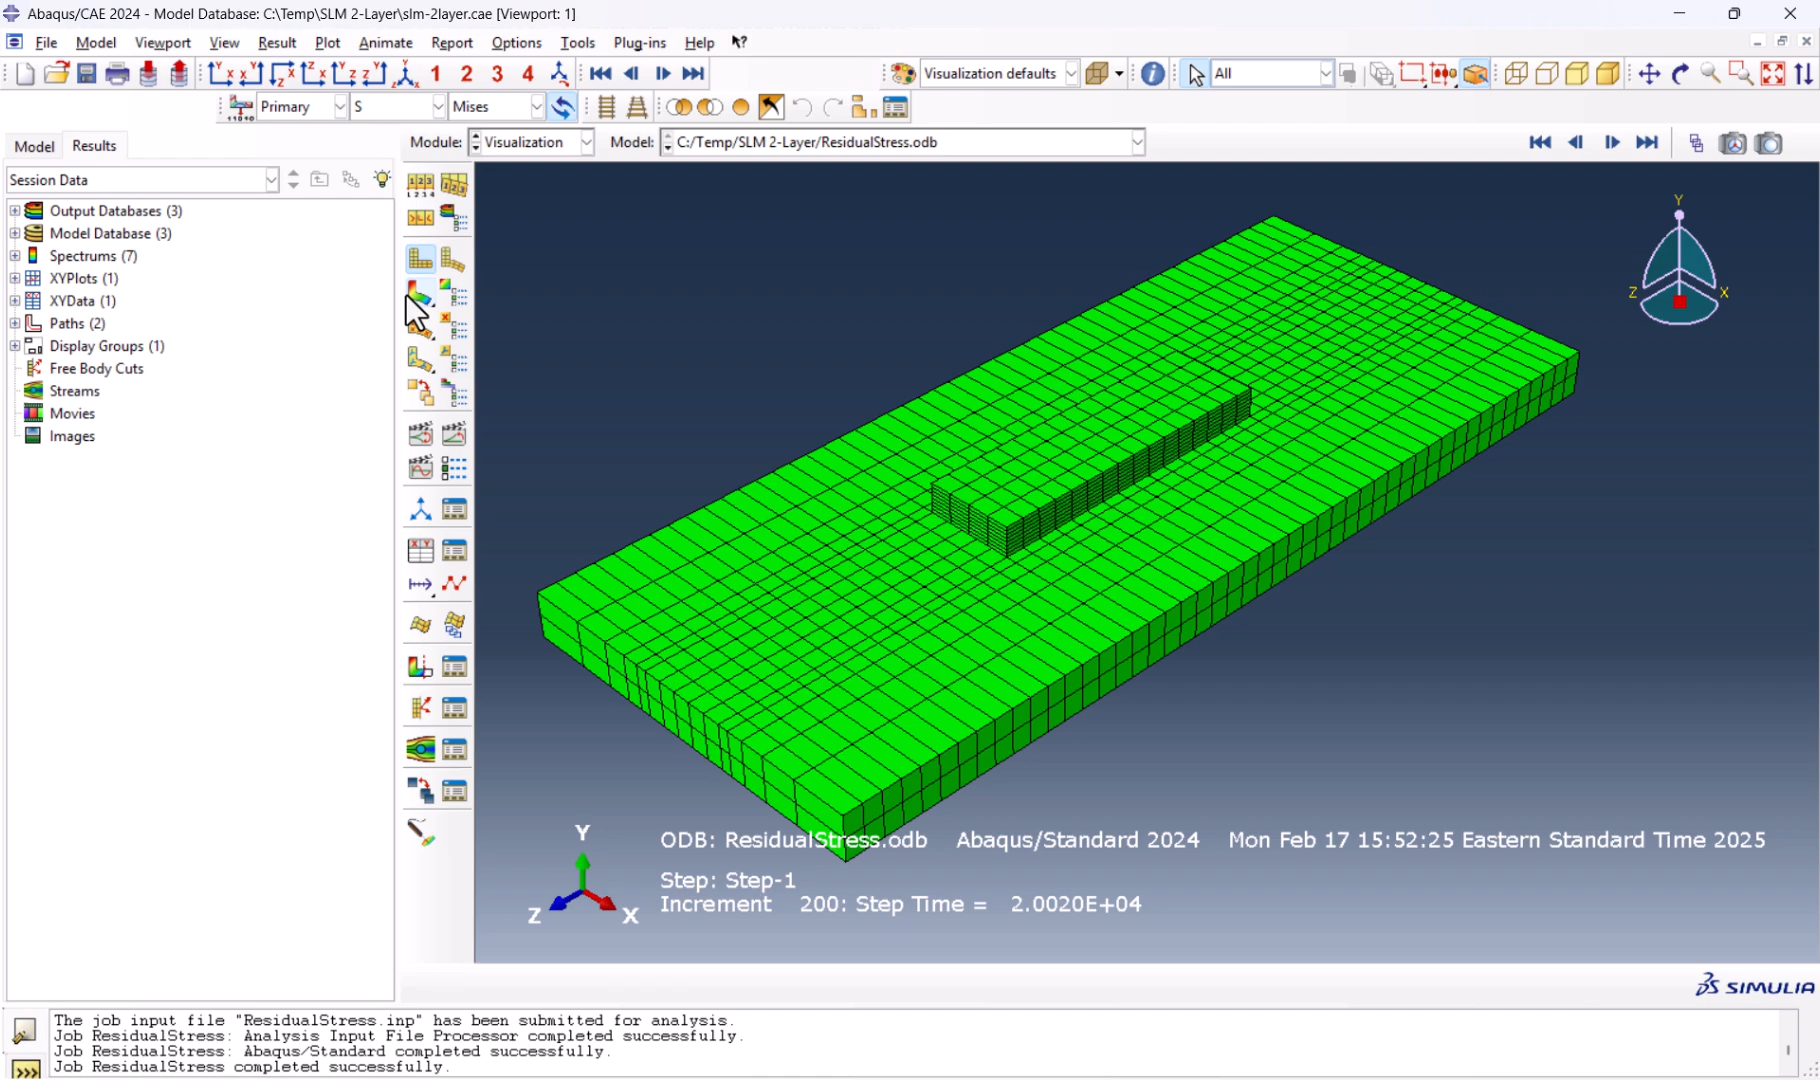 Abaqus/CAE 2024 - Model Database: C:\Temp\SLM 2-Layer\slm-2layer.cae [Viewport: 1]
File Model Viewport View Result Plot Animate Report Options Tools Plug-ins Help
1 2 3 4 Visualization defaults All
Primary S Mises
Model Results Module: Visualization Model: C:/Temp/SLM 2-Layer/ResidualStress.odb
Session Data
Output Databases (3)
Model Database (3)
Spectrums (7)
XYPlots (1)
XYData (1)
Paths (2)
Display Groups (1)
Free Body Cuts
Streams
Movies
Images
Y
Z X
Y
Z X
ODB: ResidualStress.odb Abaqus/Standard 2024 Mon Feb 17 15:52:25 Eastern Standard Time 2025
Step: Step-1
Increment 200: Step Time = 2.0020E+04
SIMULIA
The job input file "ResidualStress.inp" has been submitted for analysis.
Job ResidualStress: Analysis Input File Processor completed successfully.
Job ResidualStress: Abaqus/Standard completed successfully.
Job ResidualStress completed successfully.
>>>